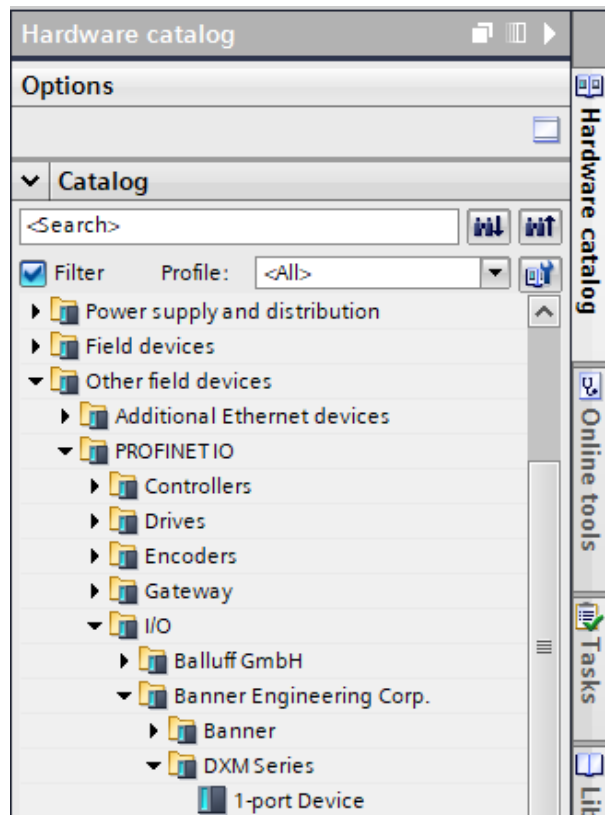 Hardware catalog
Options
Catalog
<Search>
Filter Profile: <All>
Power supply and distribution
Field devices
Other field devices
Additional Ethernet devices
PROFINET IO
Controllers
Drives
Encoders
Gateway
I/O
Balluff GmbH
Banner Engineering Corp.
Banner
DXM Series
1-port Device
Hardware catalog
Online tools
Tasks
Lib